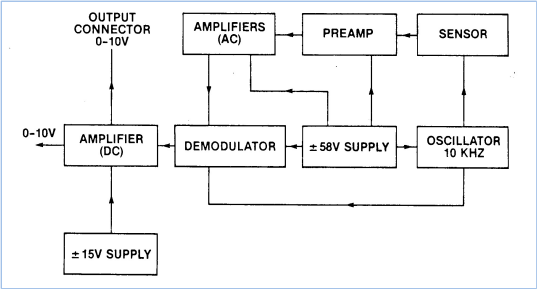 OUTPUT
CONNECTOR
0–10V
AMPLIFIERS
(AC)
PREAMP
SENSOR
0–10V
AMPLIFIER
(DC)
DEMODULATOR
±58V SUPPLY
OSCILLATOR
10 KHZ
±15V SUPPLY